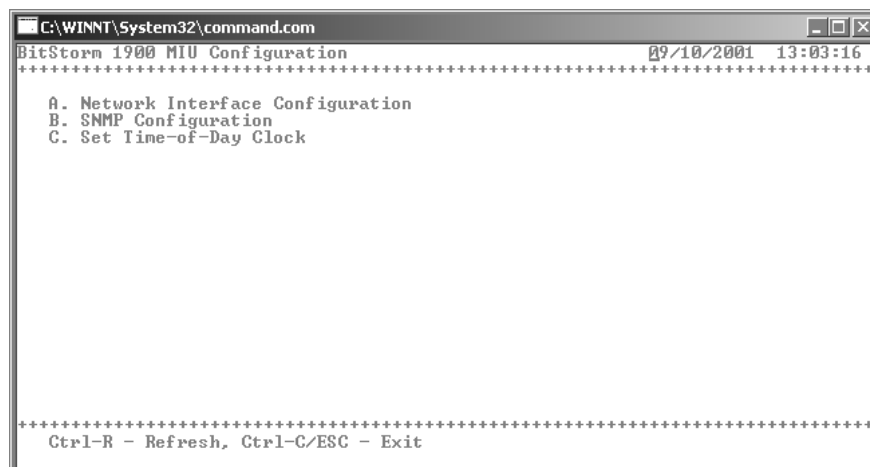 C:\WINNT\System32\command.com
BitStorm 1900 MIU Configuration 09/10/2001 13:03:16
++++++++++++++++++++++++++++++++++++++++++++++++++++++++++++++++++++++++++++++++
A. Network Interface Configuration
B. SNMP Configuration
C. Set Time-of-Day Clock
++++++++++++++++++++++++++++++++++++++++++++++++++++++++++++++++++++++++++++++++
Ctrl-R - Refresh, Ctrl-C/ESC - Exit